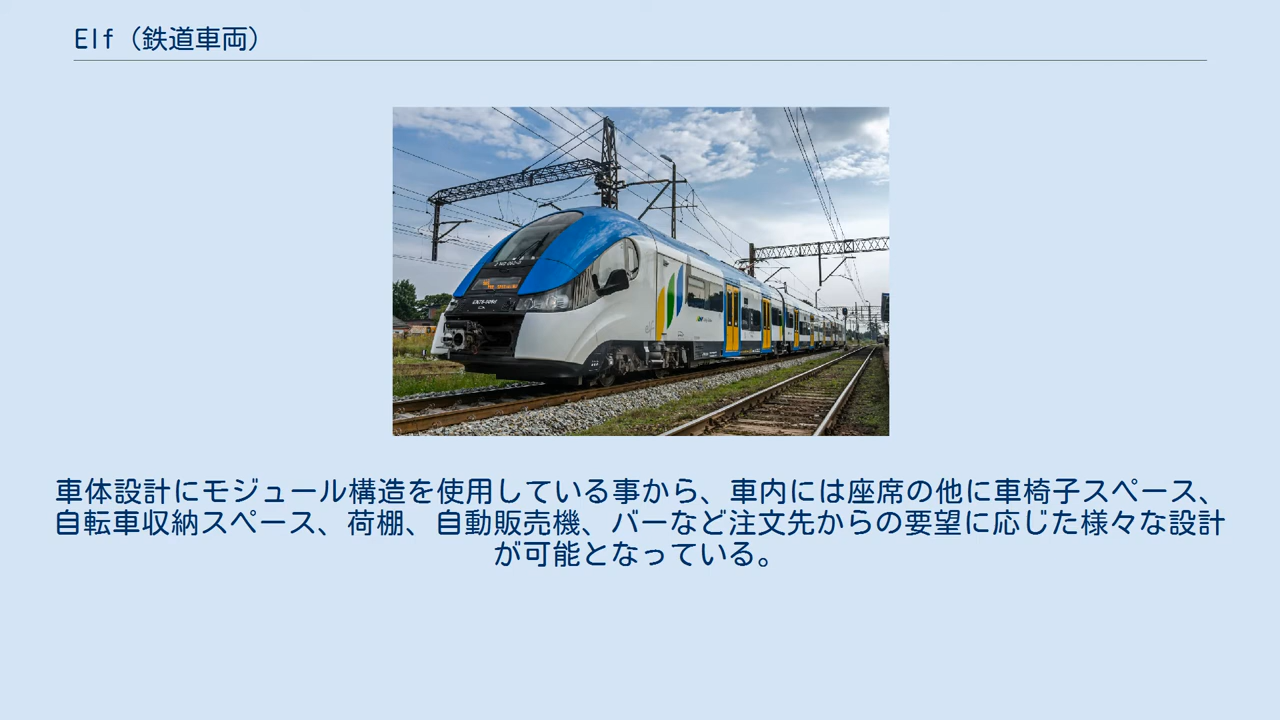 Elf（鉄道車両）
elf
車体設計にモジュール構造を使用している事から、車内には座席の他に車椅子スペース、
自転車収納スペース、荷棚、自動販売機、バーなど注文先からの要望に応じた様々な設計
が可能となっている。